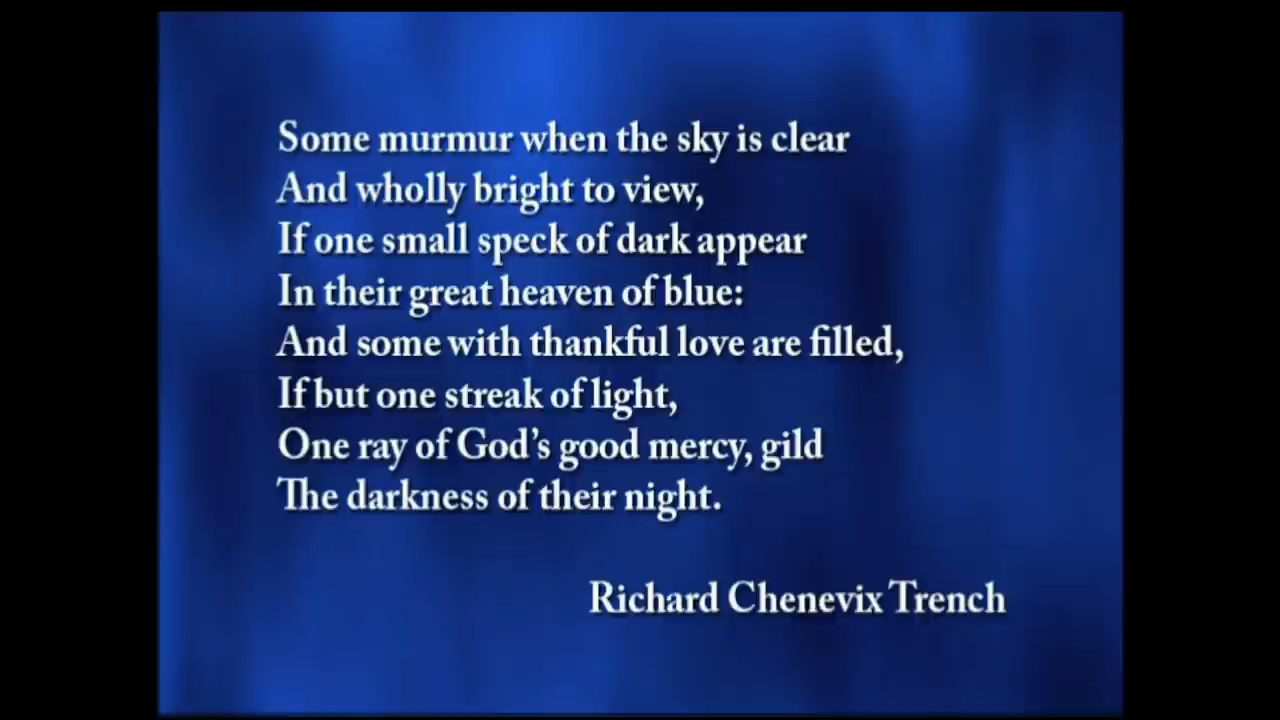 Some murmur when the sky is clear
And wholly bright to view,
If one small speck of dark appear
In their great heaven of blue:
And some with thankful love are filled,
If but one streak of light,
One ray of God’s good mercy, gild
The darkness of their night.
Richard Chenevix Trench